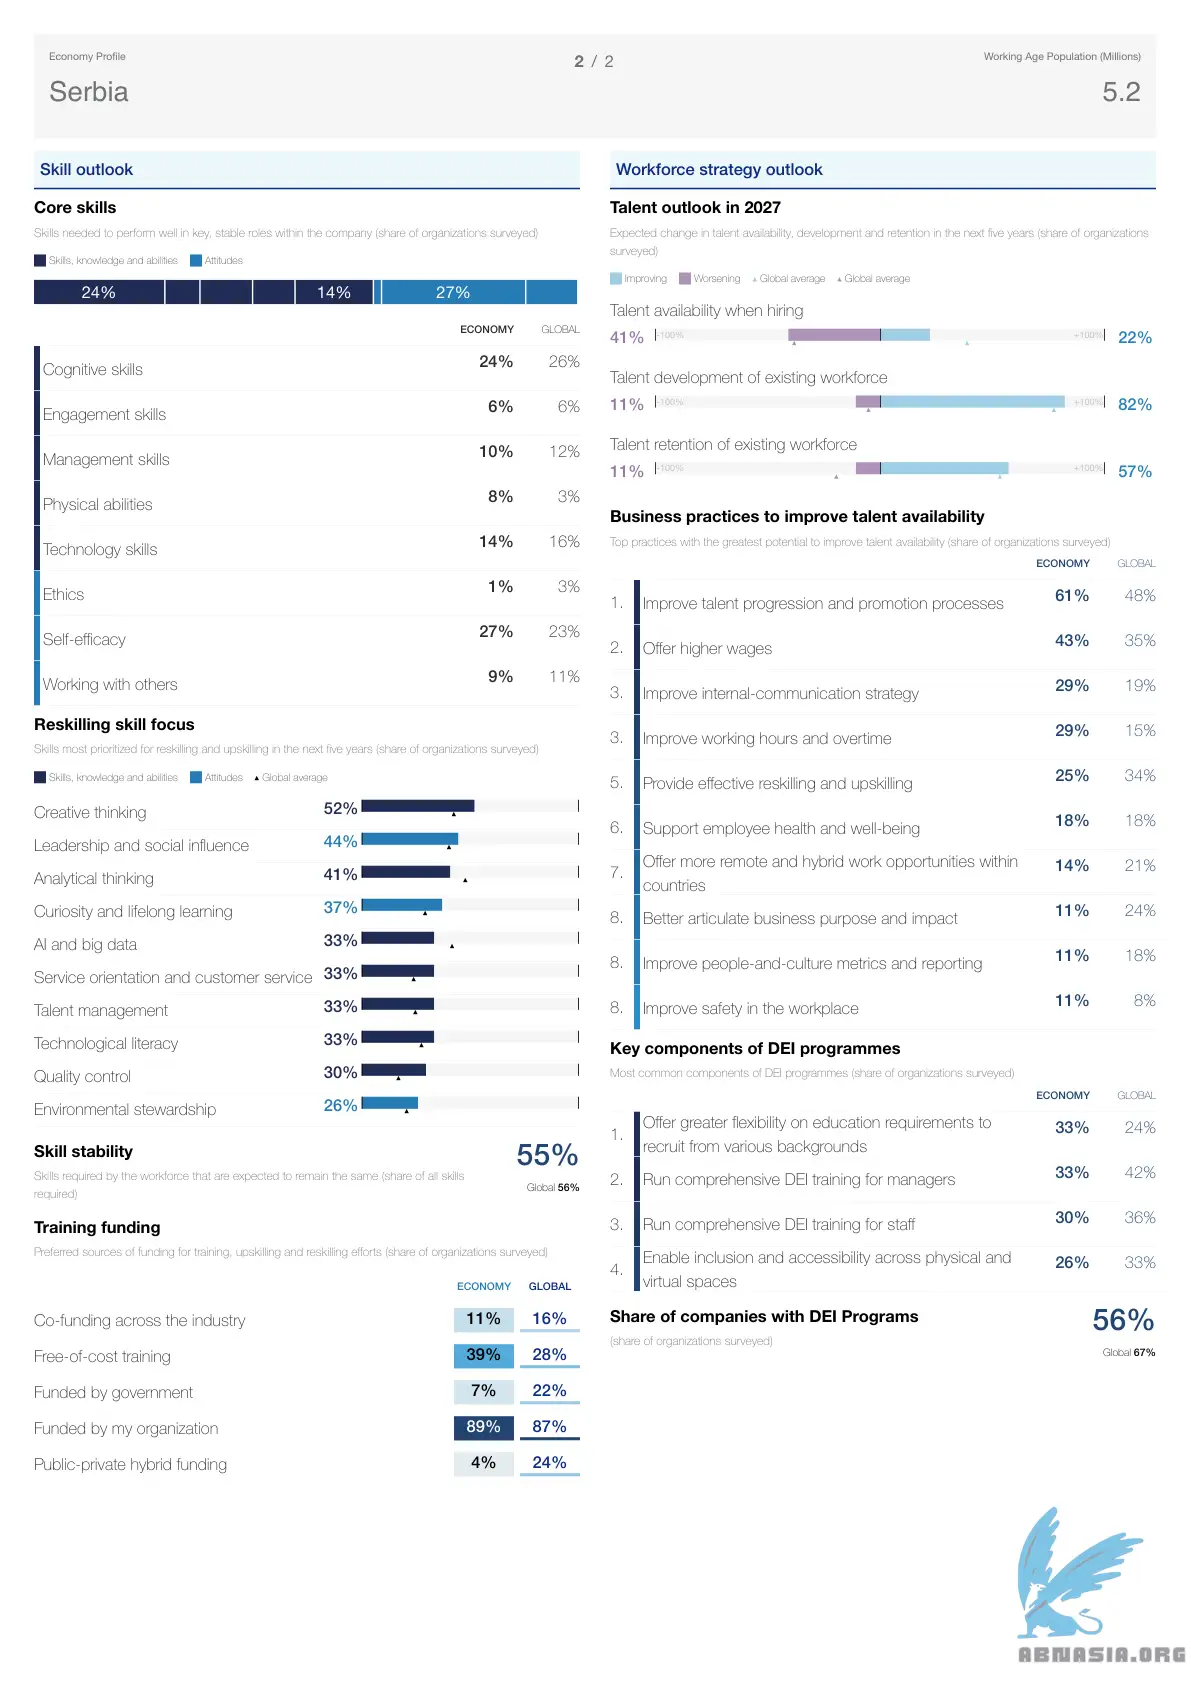 Economy Profile
2 / 2
Working Age Population (Millions)
Serbia
5.2
Skill outlook
Core skills
Skills needed to perform well in key, stable roles within the company (share of organizations surveyed)
Skills, knowledge and abilities Attitudes
24% 14% 27%
ECONOMY GLOBAL
Cognitive skills 24% 26%
Engagement skills 6% 6%
Management skills 10% 12%
Physical abilities 8% 3%
Technology skills 14% 16%
Ethics 1% 3%
Self-efficacy 27% 23%
Working with others 9% 11%
Reskilling skill focus
Skills most prioritized for reskilling and upskilling in the next five years (share of organizations surveyed)
Skills, knowledge and abilities Attitudes Global average
Creative thinking 52%
Leadership and social influence 44%
Analytical thinking 41%
Curiosity and lifelong learning 37%
AI and big data 33%
Service orientation and customer service 33%
Talent management 33%
Technological literacy 33%
Quality control 30%
Environmental stewardship 26%
Skill stability 55%
Skills required by the workforce that are expected to remain the same (share of all skills
required)
Global 56%
Training funding
Preferred sources of funding for training, upskilling and reskilling efforts (share of organizations surveyed)
ECONOMY GLOBAL
Co-funding across the industry 11% 16%
Free-of-cost training 39% 28%
Funded by government 7% 22%
Funded by my organization 89% 87%
Public-private hybrid funding 4% 24%
Workforce strategy outlook
Talent outlook in 2027
Expected change in talent availability, development and retention in the next five years (share of organizations
surveyed)
Improving Worsening Global average Global average
Talent availability when hiring
41% -100% +100% 22%
Talent development of existing workforce
11% -100% +100% 82%
Talent retention of existing workforce
11% -100% +100% 57%
Business practices to improve talent availability
Top practices with the greatest potential to improve talent availability (share of organizations surveyed)
ECONOMY GLOBAL
1. Improve talent progression and promotion processes 61% 48%
2. Offer higher wages 43% 35%
3. Improve internal-communication strategy 29% 19%
3. Improve working hours and overtime 29% 15%
5. Provide effective reskilling and upskilling 25% 34%
6. Support employee health and well-being 18% 18%
7. Offer more remote and hybrid work opportunities within
countries 14% 21%
8. Better articulate business purpose and impact 11% 24%
8. Improve people-and-culture metrics and reporting 11% 18%
8. Improve safety in the workplace 11% 8%
Key components of DEI programmes
Most common components of DEI programmes (share of organizations surveyed)
ECONOMY GLOBAL
1. Offer greater flexibility on education requirements to
recruit from various backgrounds 33% 24%
2. Run comprehensive DEI training for managers 33% 42%
3. Run comprehensive DEI training for staff 30% 36%
4. Enable inclusion and accessibility across physical and
virtual spaces 26% 33%
Share of companies with DEI Programs 56%
(share of organizations surveyed)
Global 67%
ABNASIA.ORG